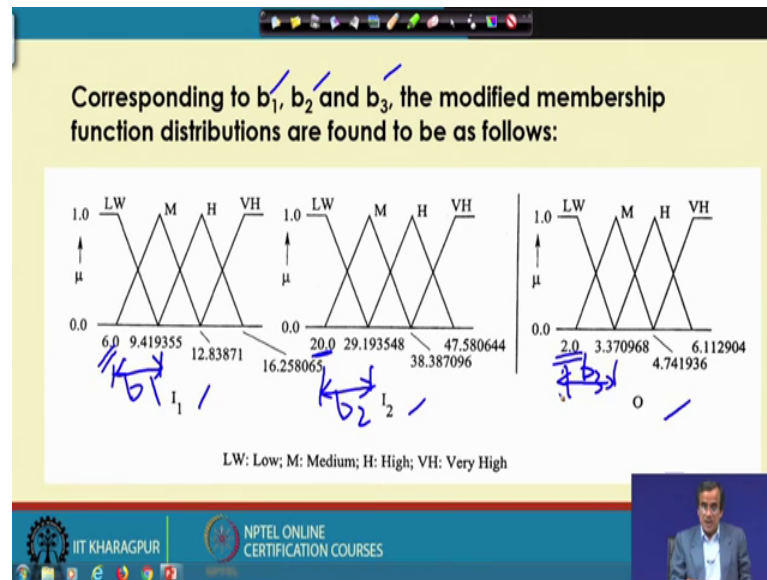 Corresponding to b1, b2 and b3, the modified membership
function distributions are found to be as follows:
1.0 LW M H VH
μ
0.0
6.0 9.419355 12.83871 16.258065
b1
I1
1.0 LW M H VH
μ
0.0
20.0 29.193548 38.387096 47.580644
b2
I2
1.0 LW M H VH
μ
0.0
2.0 3.370968 4.741936 6.112904
b3
O
LW: Low; M: Medium; H: High; VH: Very High
IIT KHARAGPUR
NPTEL ONLINE
CERTIFICATION COURSES